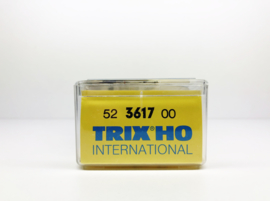 52 3617 00
TRIX HO
INTERNATIONAL